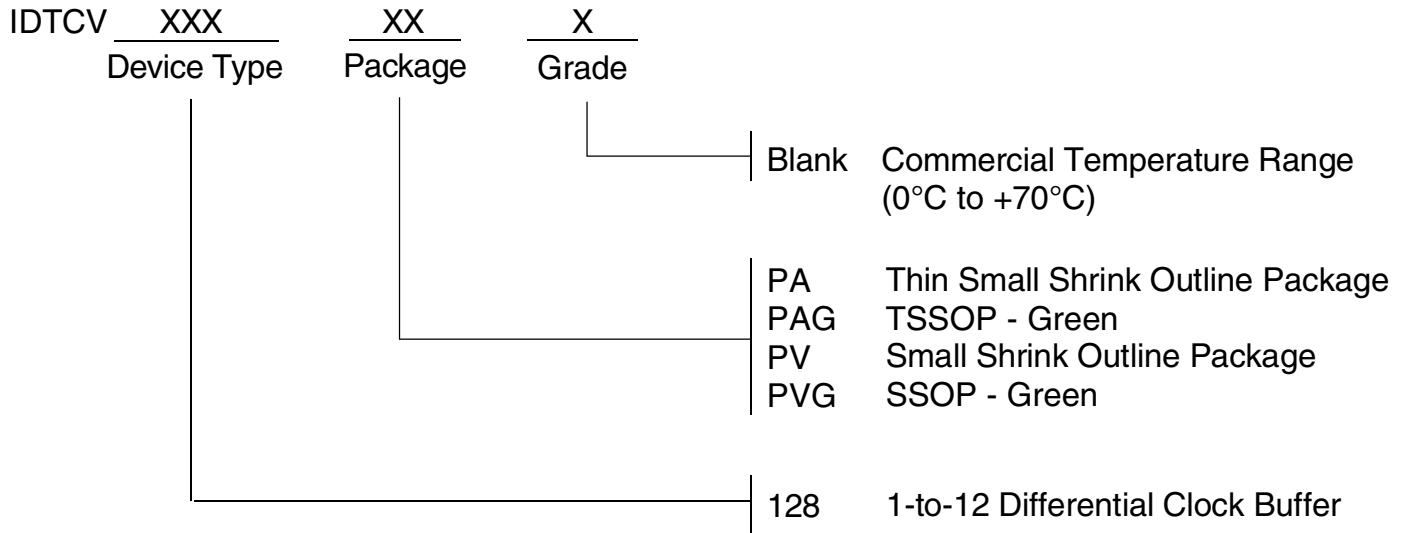 IDTCV XXX XX X
Device Type Package Grade
Blank Commercial Temperature Range
(0°C to +70°C)
PA Thin Small Shrink Outline Package
PAG TSSOP - Green
PV Small Shrink Outline Package
PVG SSOP - Green
128 1-to-12 Differential Clock Buffer